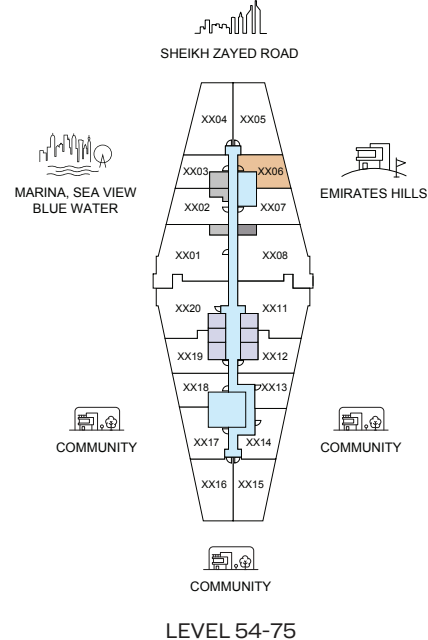 SHEIKH ZAYED ROAD
XX04 XX05
XX03 XX06
MARINA, SEA VIEW
BLUE WATER
EMIRATES HILLS
XX02 XX07
XX01 XX08
XX20 XX11
XX19 XX12
XX18 XX13
COMMUNITY
XX17 XX14
COMMUNITY
XX16 XX15
COMMUNITY
LEVEL 54-75